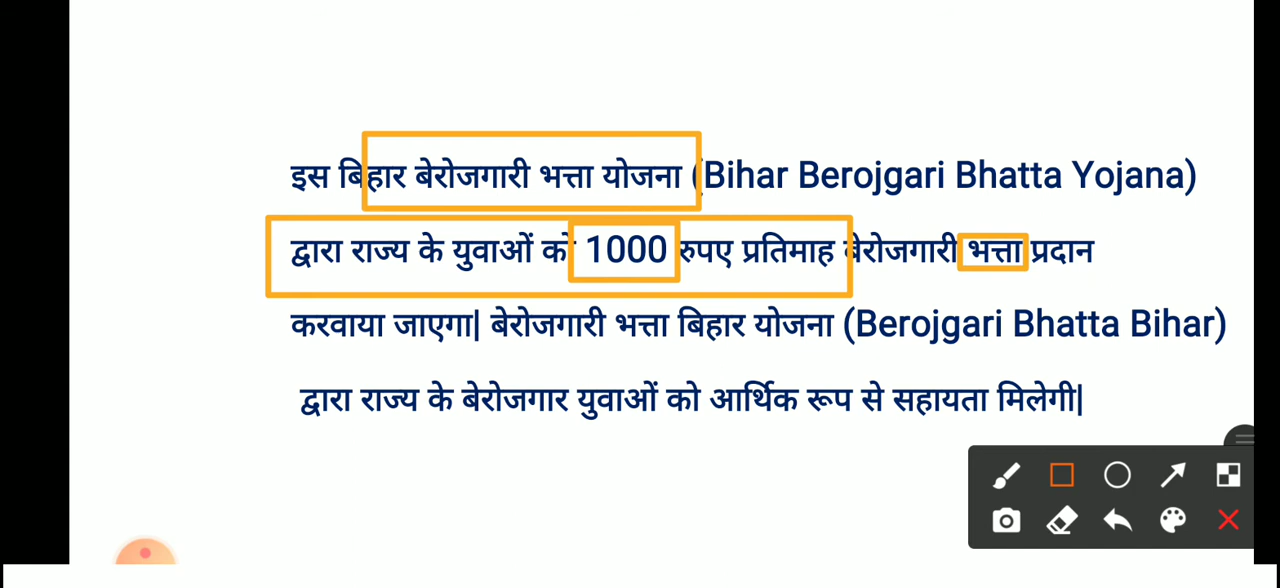 इस बिहार बेरोजगारी भत्ता योजना (Bihar Berojgari Bhatta Yojana)
द्वारा राज्य के युवाओं को 1000 रुपए प्रतिमाह बेरोजगारी भत्ता प्रदान
करवाया जाएगा| बेरोजगारी भत्ता बिहार योजना (Berojgari Bhatta Bihar)
द्वारा राज्य के बेरोजगार युवाओं को आर्थिक रूप से सहायता मिलेगी|